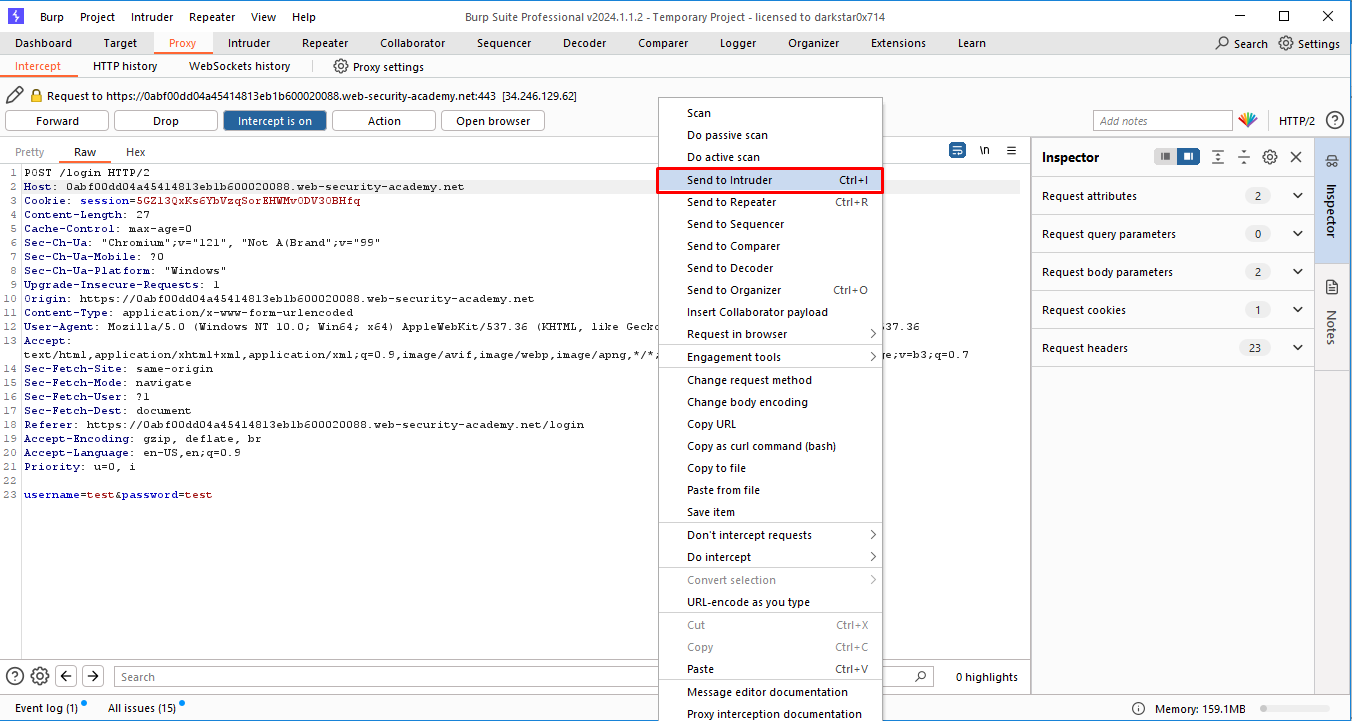 Burp Project Intruder Repeater View Help Burp Suite Professional v2024.1.1.2 - Temporary Project - licensed to darkstar0x714
Dashboard Target Proxy Intruder Repeater Collaborator Sequencer Decoder Comparer Logger Organizer Extensions Learn Search Settings
Intercept HTTP history WebSockets history Proxy settings
Request to https://0abf00dd04a45414813eb1b600020088.web-security-academy.net:443 [34.246.129.62]
Forward Drop Intercept is on Action Open browser Add notes HTTP/2
Pretty Raw Hex \n
1 POST /login HTTP/2
2 Host: 0abf00dd04a45414813eb1b600020088.web-security-academy.net
3 Cookie: session=5GZ13QxKs6YbVzqSorEHWMv0DV30BHfq
4 Content-Length: 27
5 Cache-Control: max-age=0
6 Sec-Ch-Ua: "Chromium";v="121", "Not A(Brand";v="99"
7 Sec-Ch-Ua-Mobile: ?0
8 Sec-Ch-Ua-Platform: "Windows"
9 Upgrade-Insecure-Requests: 1
10 Origin: https://0abf00dd04a45414813eb1b600020088.web-security-academy.net
11 Content-Type: application/x-www-form-urlencoded
12 User-Agent: Mozilla/5.0 (Windows NT 10.0; Win64; x64) AppleWebKit/537.36 (KHTML, like Gecko 37.36
13 Accept:
text/html,application/xhtml+xml,application/xml;q=0.9,image/avif,image/webp,image/apng,*/*; ge;v=b3;q=0.7
14 Sec-Fetch-Site: same-origin
15 Sec-Fetch-Mode: navigate
16 Sec-Fetch-User: ?1
17 Sec-Fetch-Dest: document
18 Referer: https://0abf00dd04a45414813eb1b600020088.web-security-academy.net/login
19 Accept-Encoding: gzip, deflate, br
20 Accept-Language: en-US,en;q=0.9
21 Priority: u=0, i
22
23 username=test&password=test
Scan
Do passive scan
Do active scan
Send to Intruder Ctrl+I
Send to Repeater Ctrl+R
Send to Sequencer
Send to Comparer
Send to Decoder
Send to Organizer Ctrl+O
Insert Collaborator payload
Request in browser
Engagement tools
Change request method
Change body encoding
Copy URL
Copy as curl command (bash)
Copy to file
Paste from file
Save item
Don't intercept requests
Do intercept
Convert selection
URL-encode as you type
Cut Ctrl+X
Copy Ctrl+C
Paste Ctrl+V
Message editor documentation
Proxy interception documentation
Inspector
Request attributes 2
Request query parameters 0
Request body parameters 2
Request cookies 1
Request headers 23
Inspector
Notes
Search 0 highlights
Event log (1) All issues (15) Memory: 159.1MB